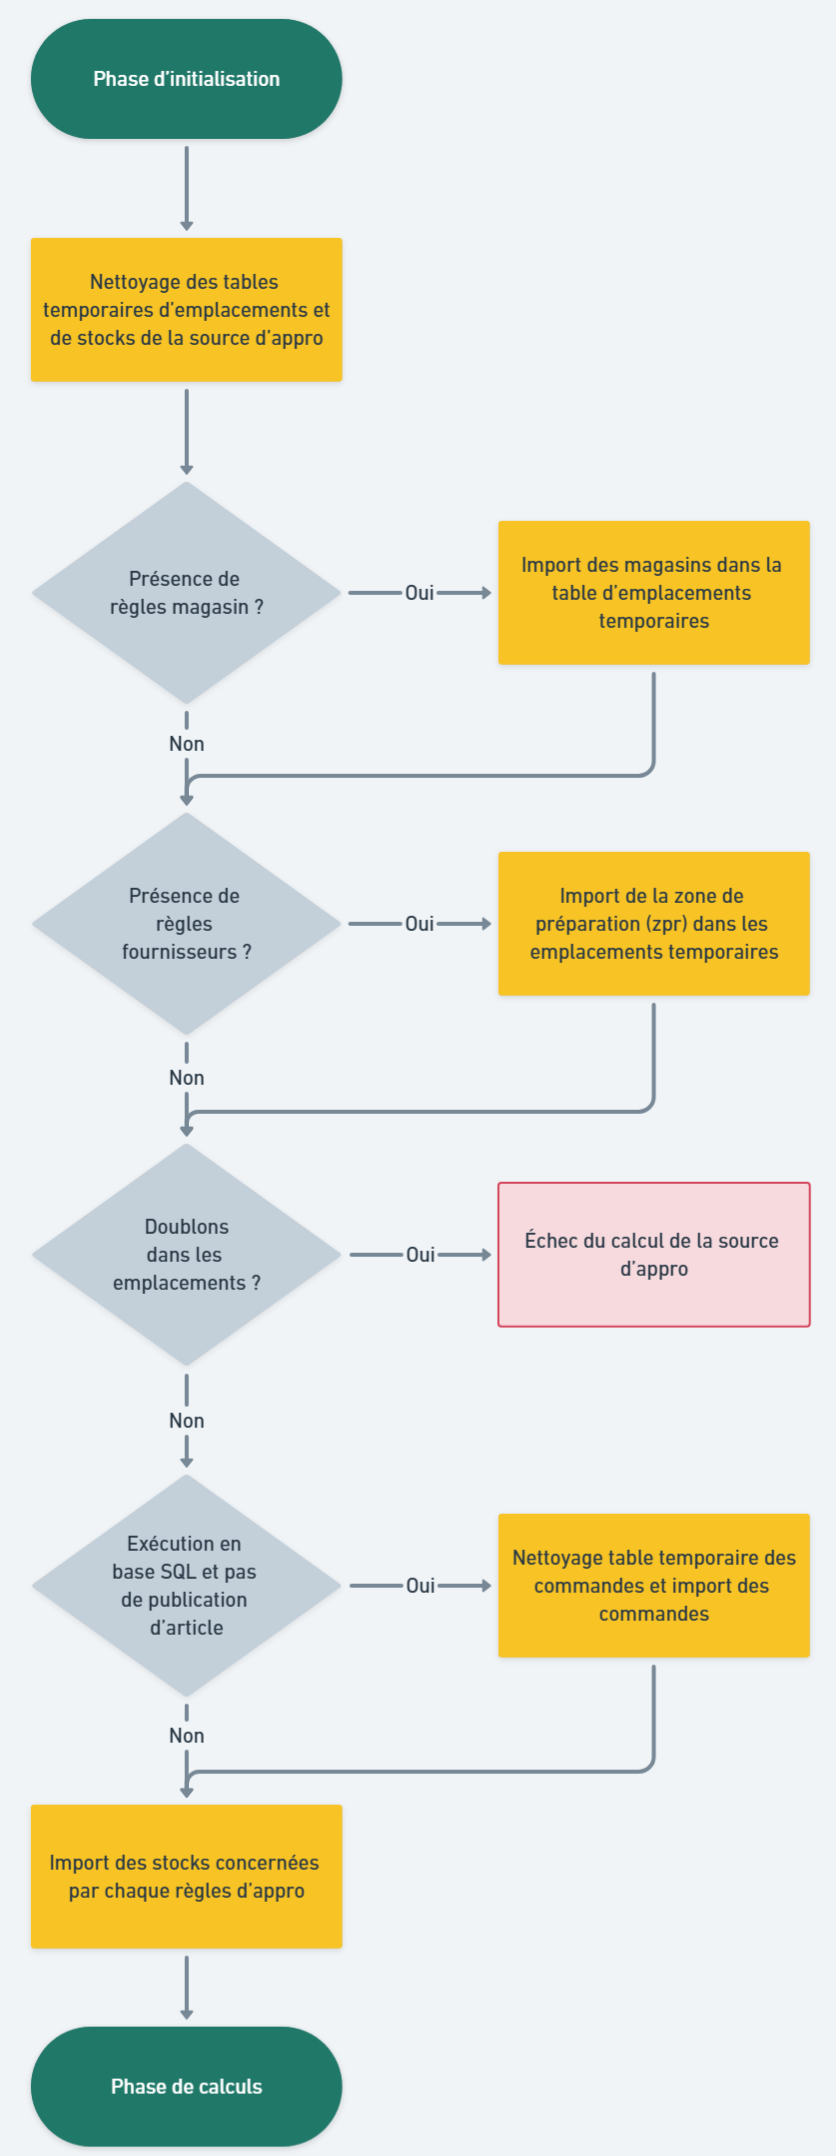 Phase d’initialisation
Nettoyage des tables
temporaires d’emplacements et
de stocks de la source d’appro
Présence de
règles magasin ?
Oui
Import des magasins dans la
table d’emplacements
temporaires
Non
Présence de
règles
fournisseurs ?
Oui
Import de la zone de
préparation (zpr) dans les
emplacements temporaires
Non
Doublons
dans les
emplacements ?
Oui
Échec du calcul de la source
d’appro
Non
Exécution en
base SQL et pas
de publication
d’article
Oui
Nettoyage table temporaire des
commandes et import des
commandes
Non
Import des stocks concernées
par chaque règles d’appro
Phase de calculs